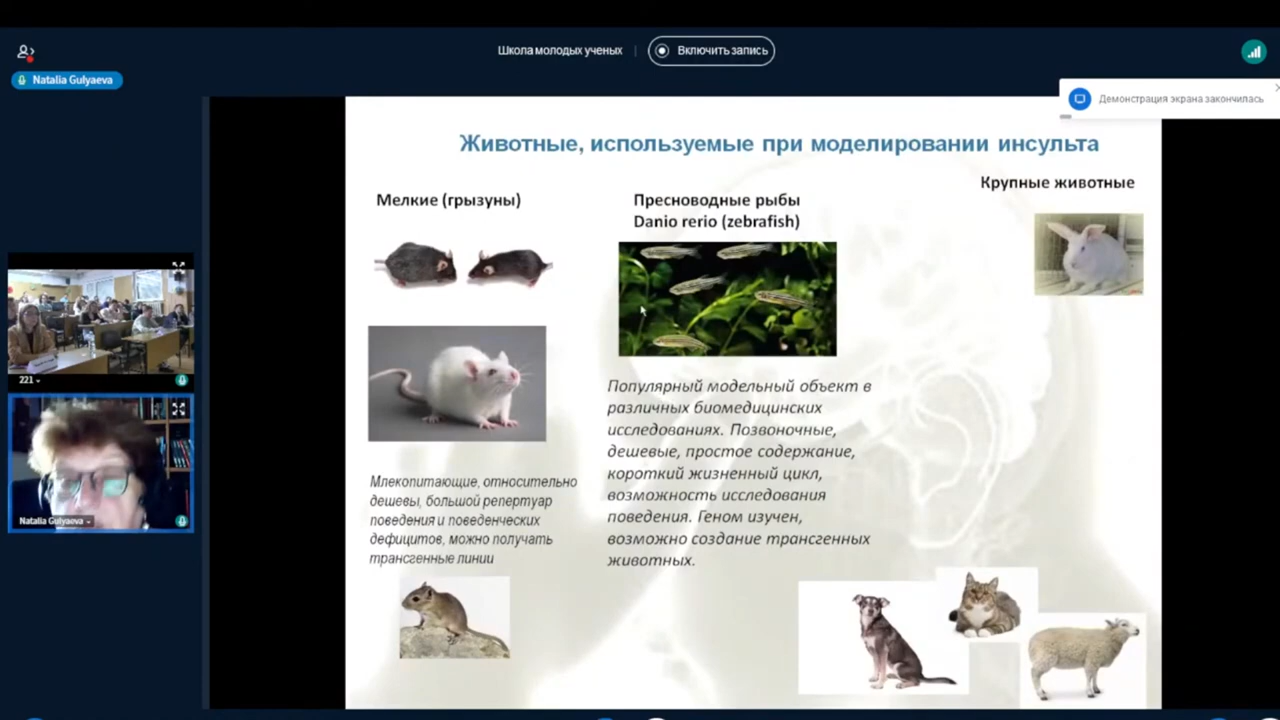 Школа молодых ученых
Включить запись
Natalia Gulyaeva
Демонстрация экрана закончилась
Животные, используемые при моделировании инсульта
Мелкие (грызуны)
Пресноводные рыбы
Danio rerio (zebrafish)
Крупные животные
Популярный модельный объект в
различных биомедицинских
исследованиях. Позвоночные,
дешевые, простое содержание,
короткий жизненный цикл,
возможность исследования
поведения. Геном изучен,
возможно создание трансгенных
животных.
Млекопитающие, относительно
дешевы, большой репертуар
поведения и поведенческих
дефицитов, можно получать
трансгенные линии
221
Natalia Gulyaeva